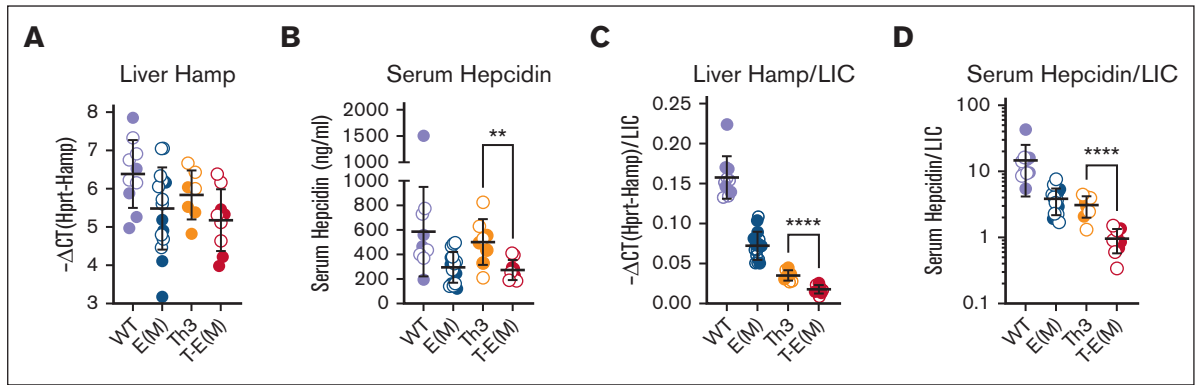 A
Liver Hamp
–ΔCT(Hprt-Hamp)
8
7
6
5
4
3
WT
E(M)
Th3
T-E(M)
B
Serum Hepcidin
Serum Hepcidin (ng/ml)
2000
1500
1000
800
600
400
200
0
**
WT
E(M)
Th3
T-E(M)
C
Liver Hamp/LIC
–ΔCT(Hprt-Hamp)/LIC
0.25
0.20
0.15
0.10
0.05
0.00
****
WT
E(M)
Th3
T-E(M)
D
Serum Hepcidin/LIC
Serum Hepcidin/LIC
100
10
1
0.1
****
WT
E(M)
Th3
T-E(M)